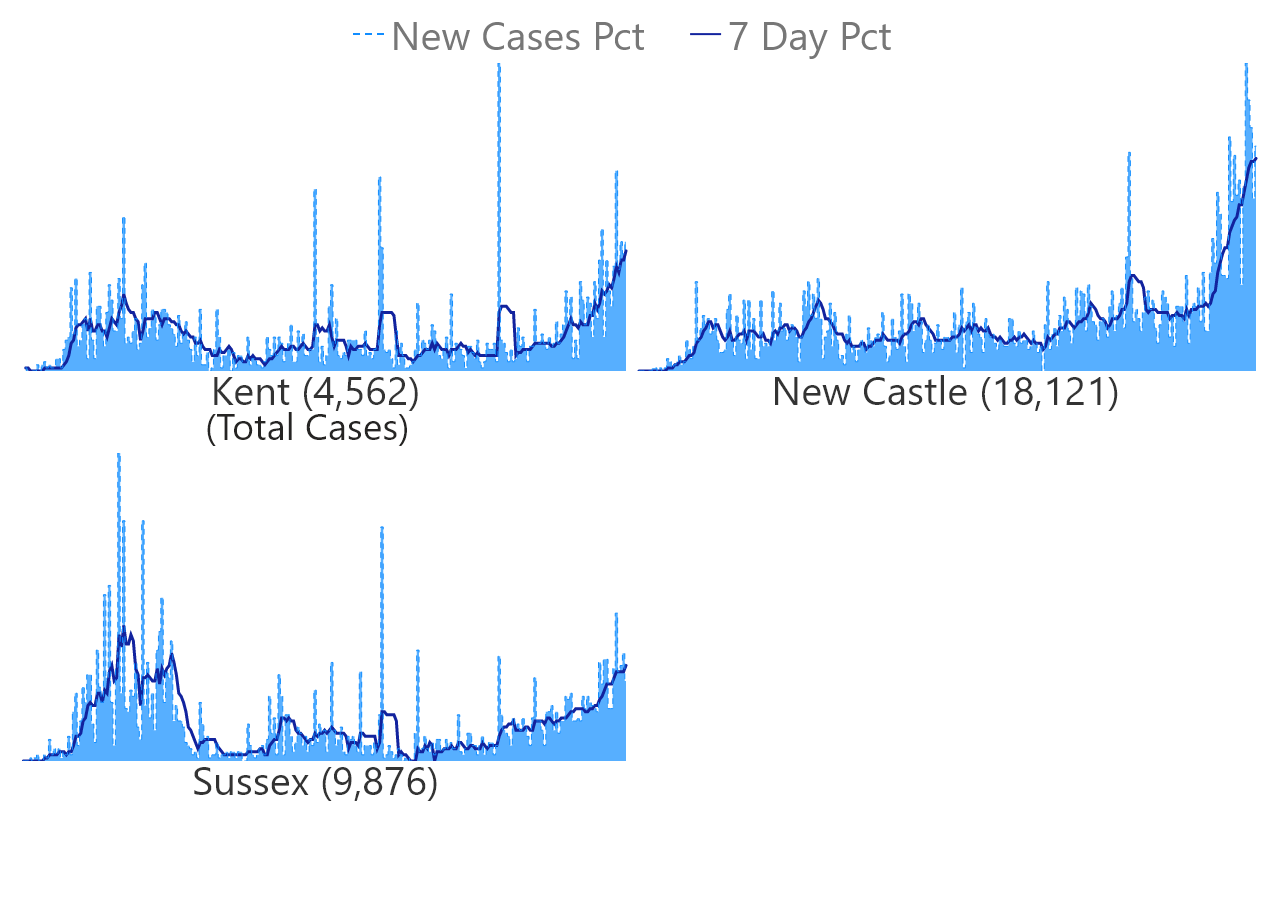 New Cases Pct 7 Day Pct
Kent (4,562)
(Total Cases)
New Castle (18,121)
Sussex (9,876)